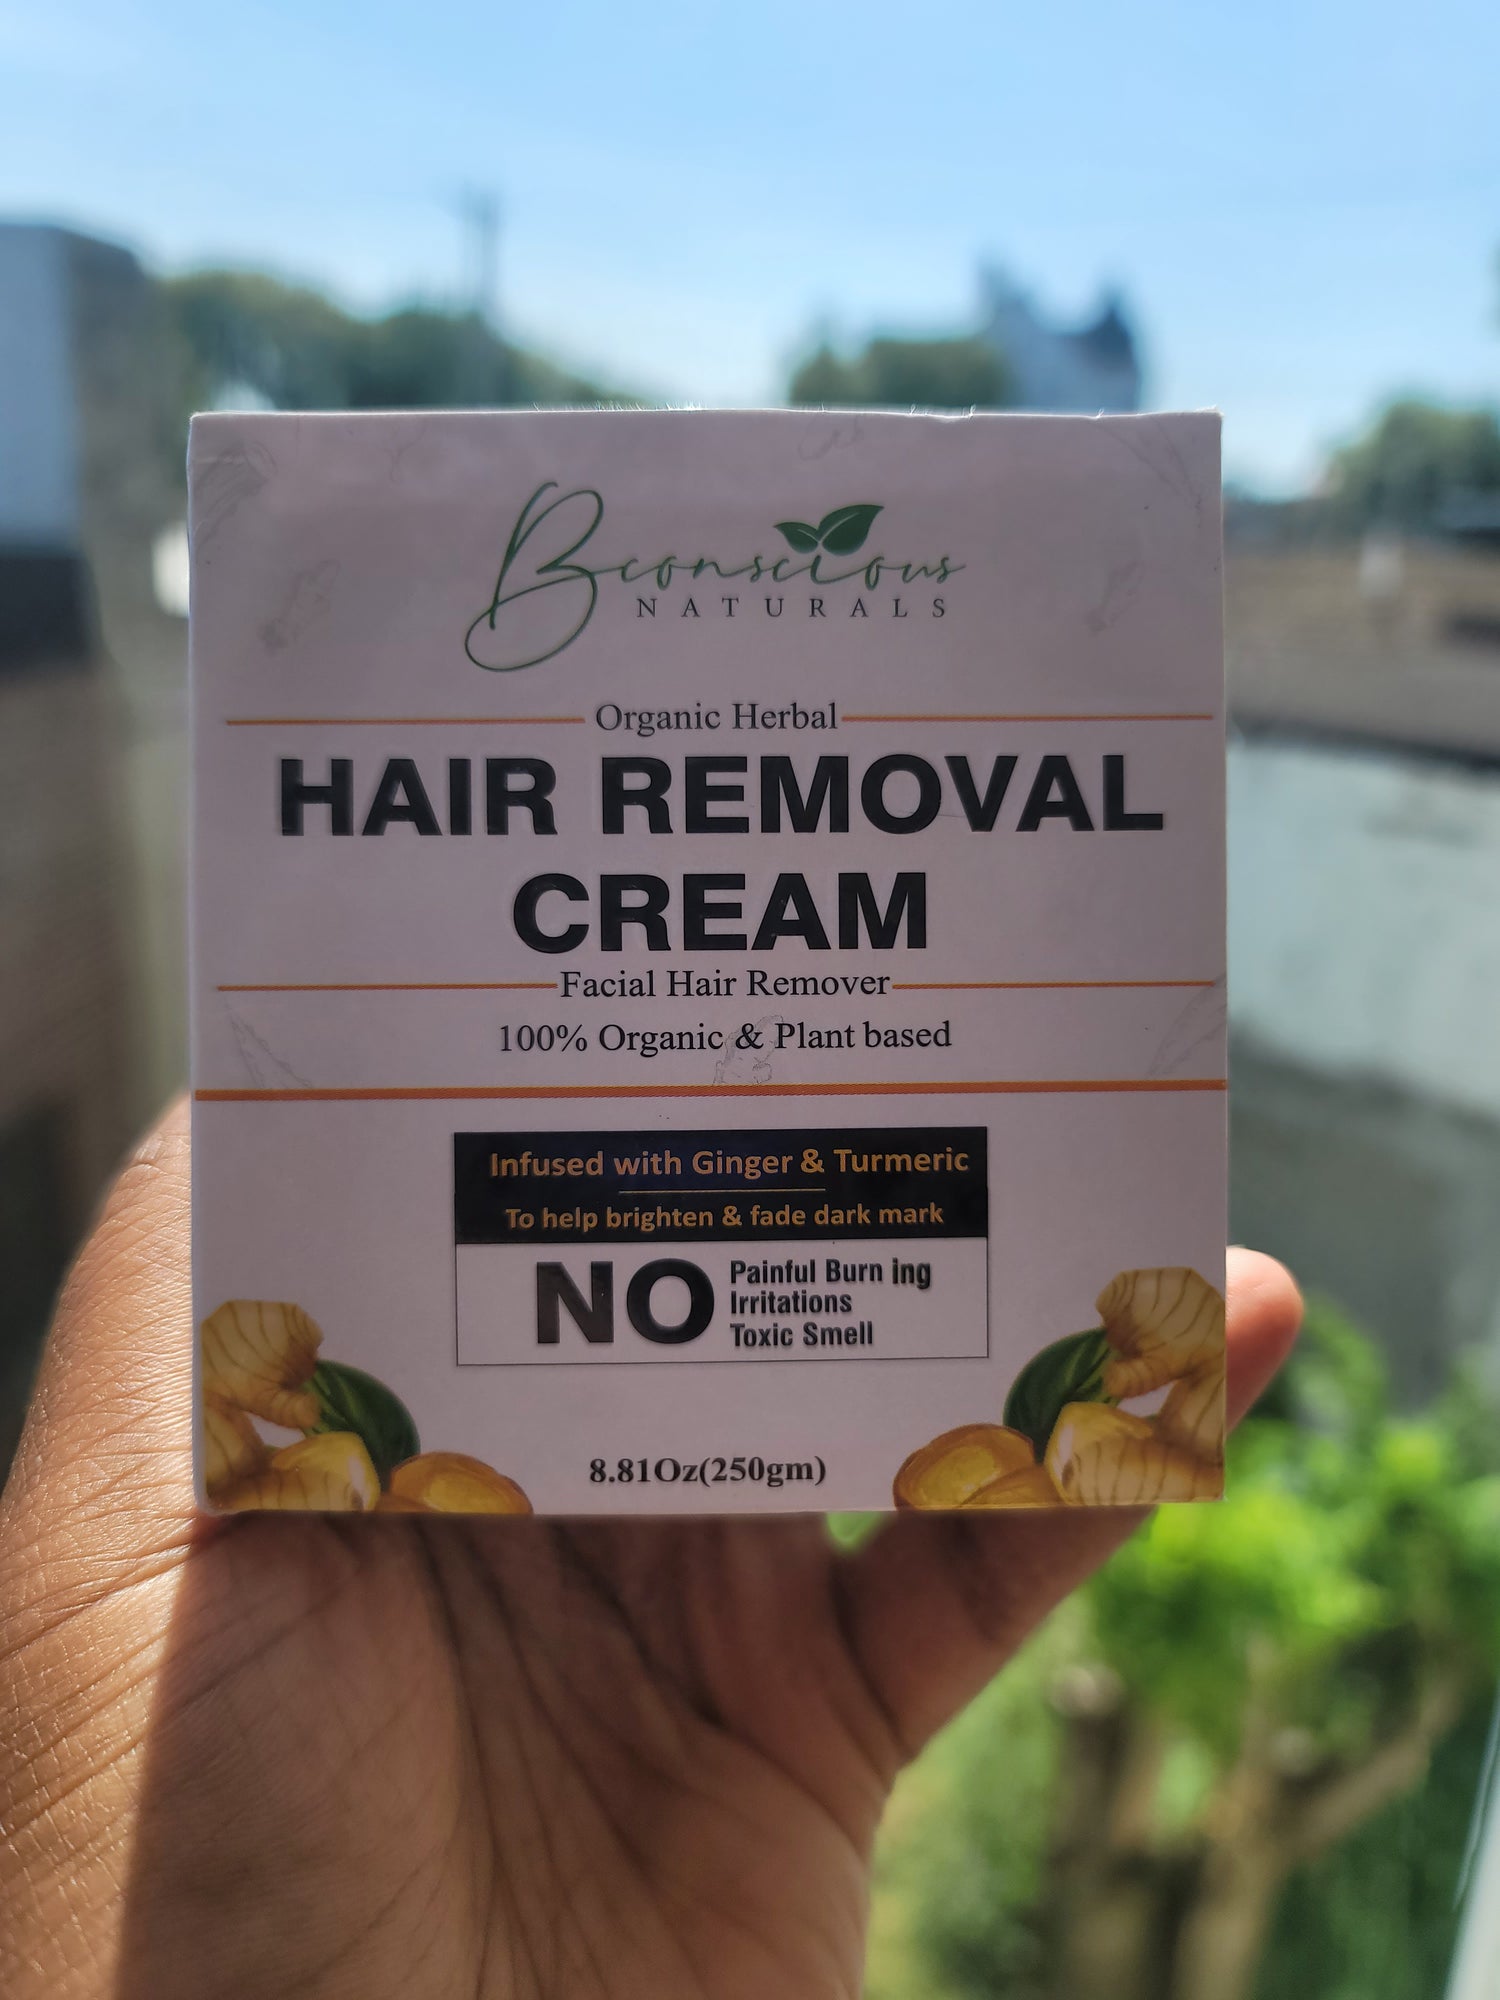 Bconscious
NATURALS
Organic Herbal
HAIR REMOVAL
CREAM
Facial Hair Remover
100% Organic & Plant based
Infused with Ginger & Turmeric
To help brighten & fade dark mark
NO
Painful Burn ing
Irritations
Toxic Smell
8.81Oz(250gm)